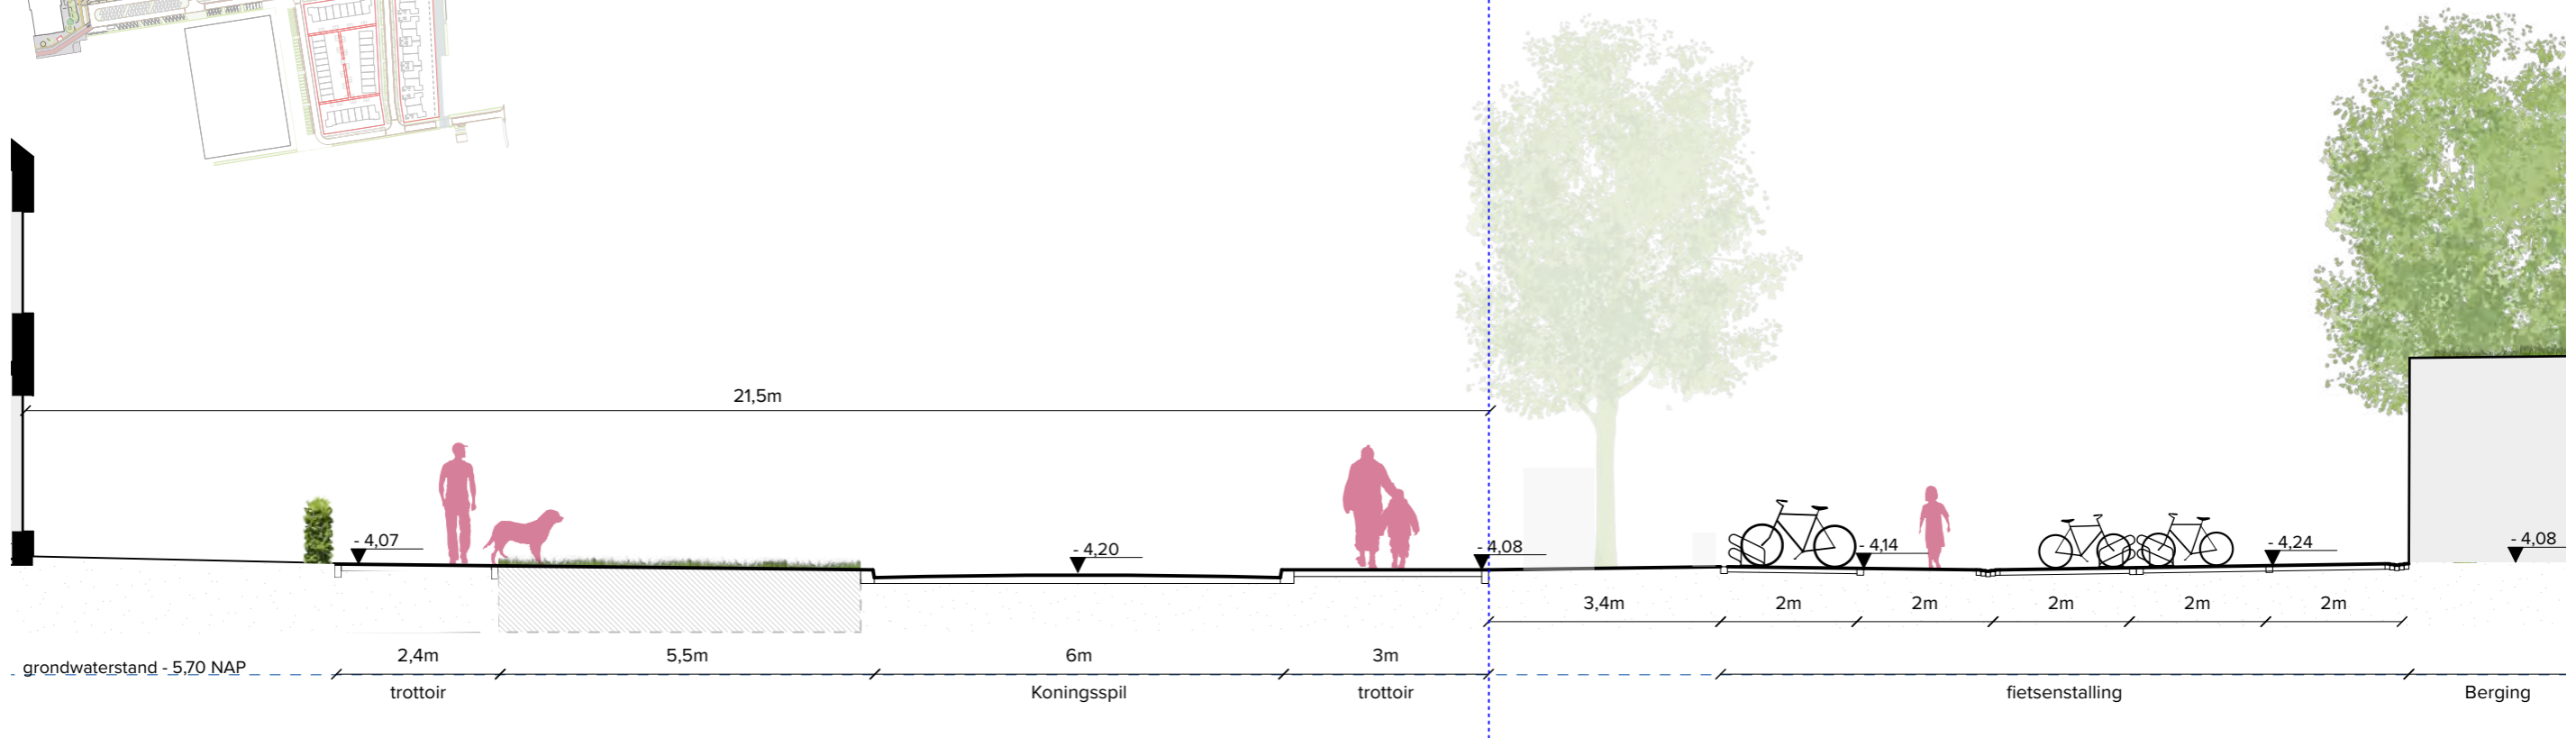 21,5m
- 4,07
- 4,20
- 4,08
- 4,14
- 4,24
- 4,08
3,4m
2m
2m
2m
2m
2m
2,4m
5,5m
6m
3m
grondwaterstand - 5,70 NAP
trottoir
Koningsspil
trottoir
fietsenstalling
Berging